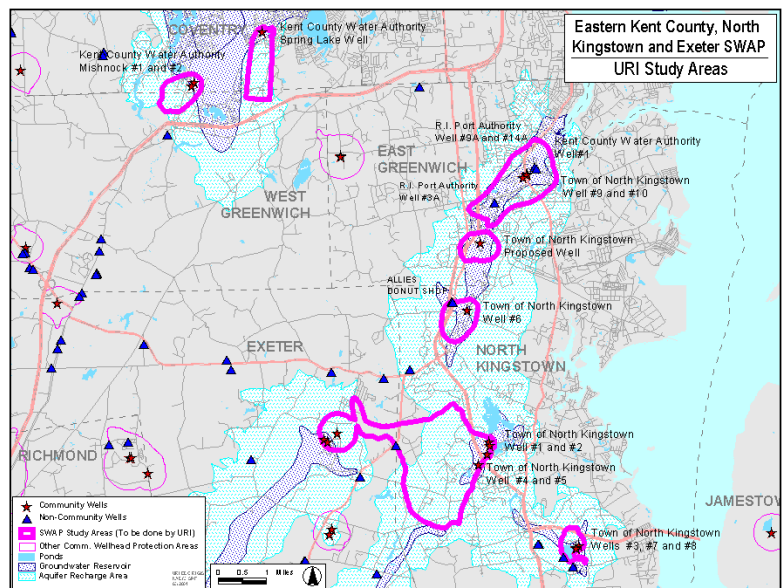 Eastern Kent County, North
Kingstown and Exeter SWAP
URI Study Areas
COVENTRY
Kent County Water Authority
Spring Lake Well
Kent County Water Authority
Mishnock #1 and #2
R.I. Port Authority
Well #9A and #14A
Kent County Water Authority
Well#1
EAST
GREENWICH
Town of North Kingstown
Well #9 and #10
WEST
GREENWICH
R.I. Port Authority
Well #3A
Town of North Kingstown
Proposed Well
ALLIES
DONUT SHOP
Town of North Kingstown
Well #6
EXETER
NORTH
KINGSTOWN
Town of North Kingstown
Well #1 and #2
RICHMOND
Town of North Kingstown
Well #4 and #5
JAMESTOW
Town of North Kingstown
Wells #3, #7 and #8
Community Wells
Non-Community Wells
SWAP Study Areas (To be done by URI)
Other Comm. Wellhead Protection Areas
Ponds
Groundwater Reservoir
Aquifer Recharge Area
0 0.5 1 Miles